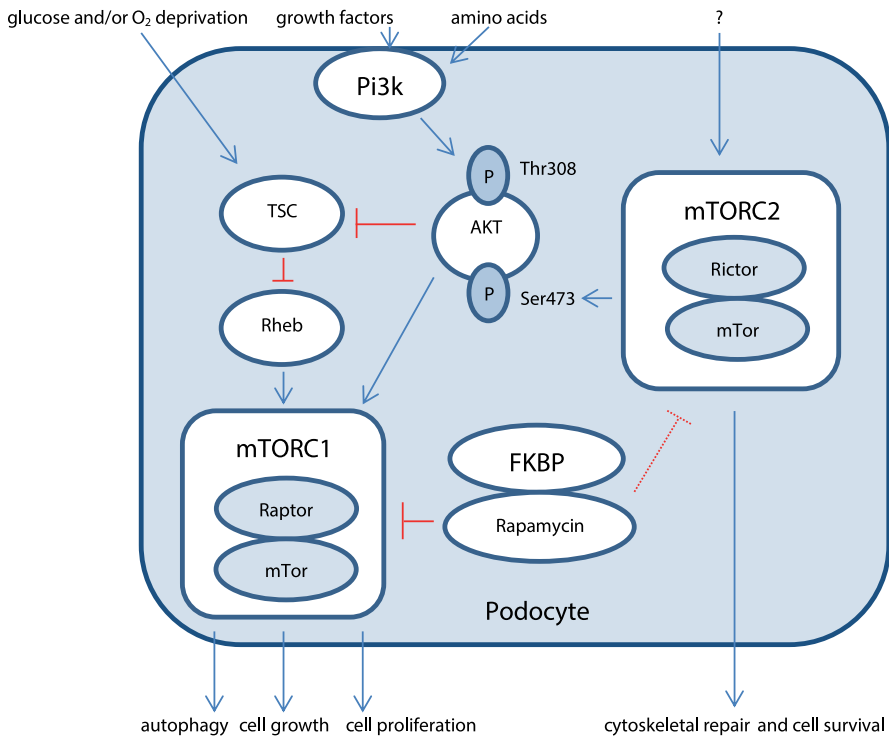 glucose and/or O₂ deprivation
growth factors
amino acids
?
Pi3k
P
Thr308
TSC
AKT
mTORC2
Rictor
P
Ser473
Rheb
mTor
mTORC1
FKBP
Raptor
Rapamycin
mTor
Podocyte
autophagy
cell growth
cell proliferation
cytoskeletal repair and cell survival